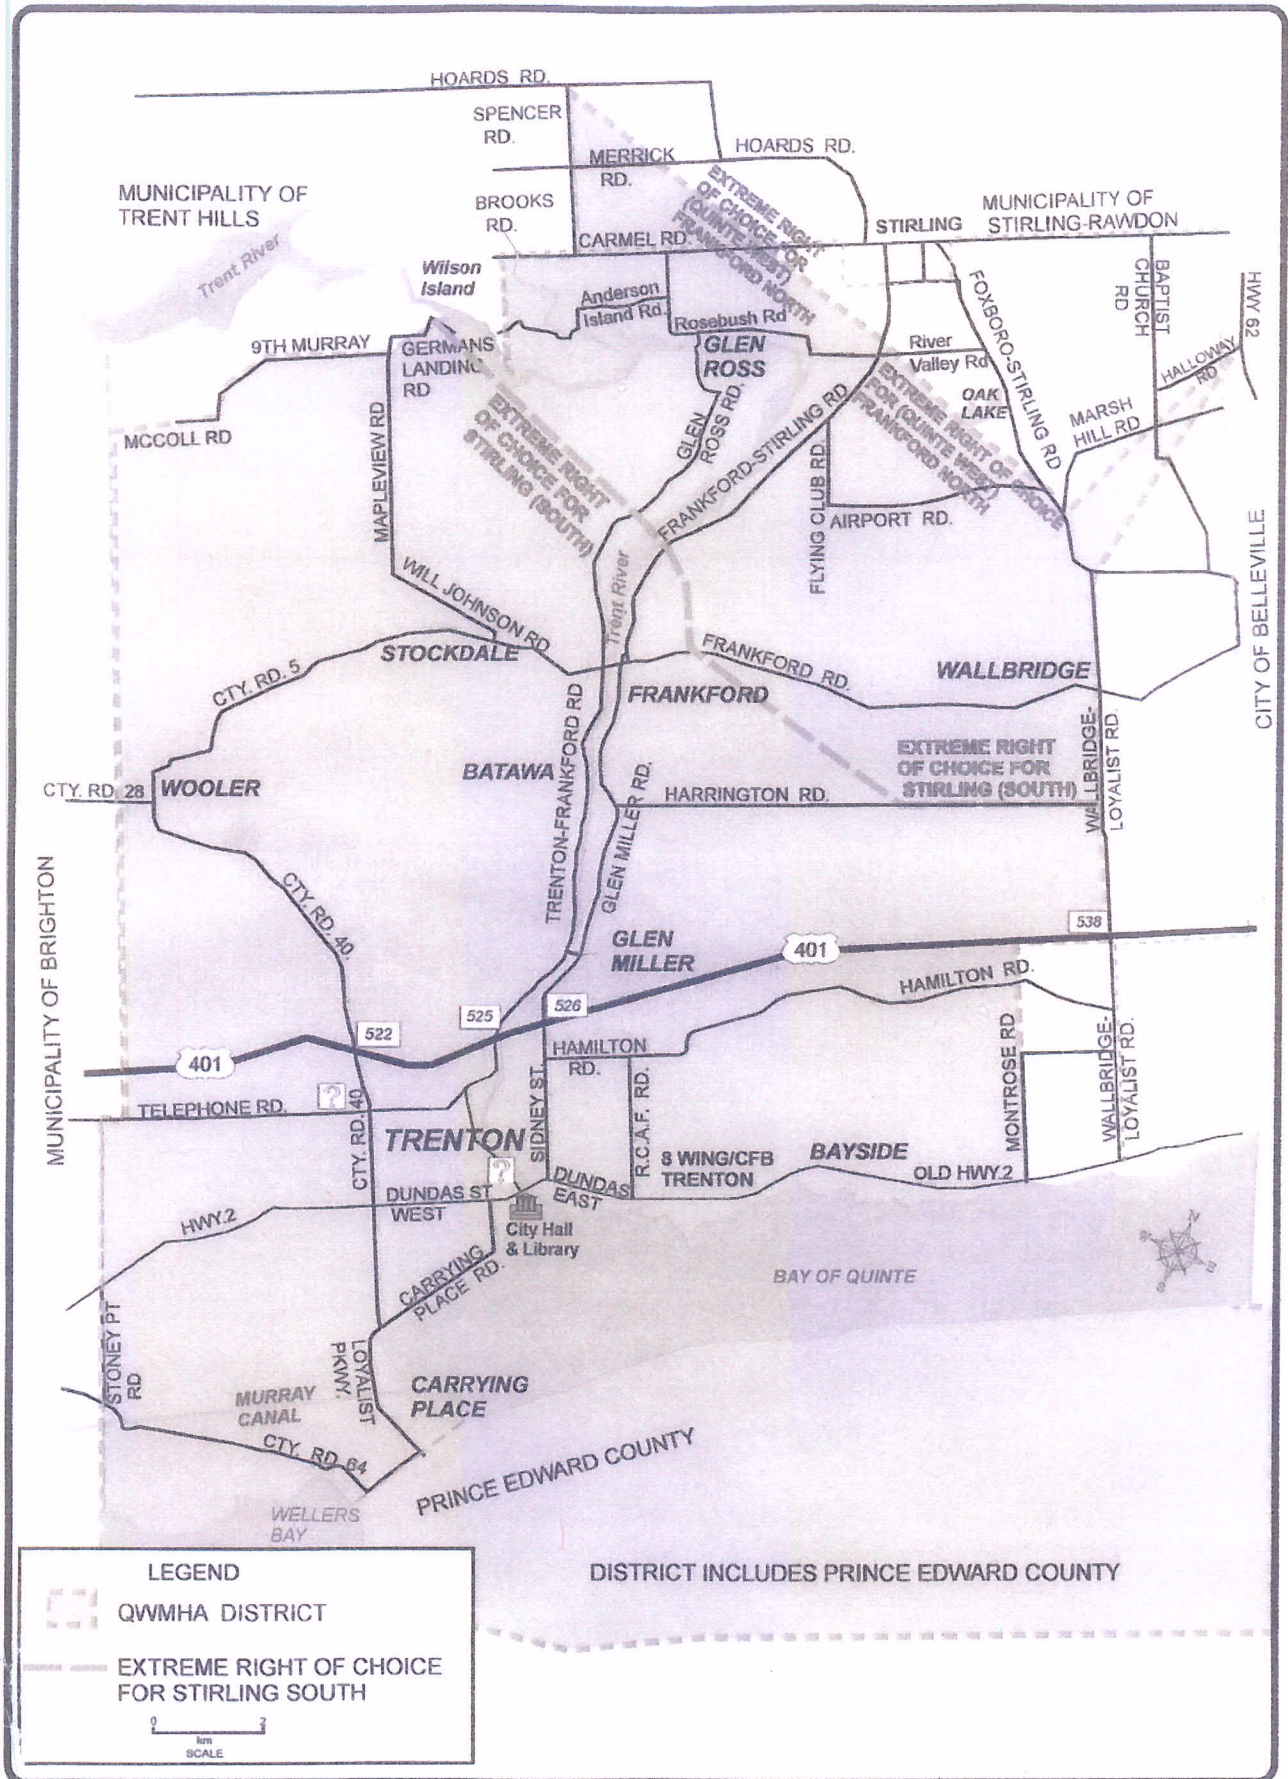 HOARDS RD.
SPENCER
RD.
MERRICK
RD.
HOARDS RD.
MUNICIPALITY OF
TRENT HILLS
BROOKS
RD.
EXTREME RIGHT
OF CHOICE FOR
(QUINTE WEST)
FRANKFORD NORTH
MUNICIPALITY OF
STIRLING-RAWDON
STIRLING
CARMEL RD.
Trent River
Wilson
Island
Anderson
Island Rd.
Rosebush Rd
FOXBORO-STIRLING RD
BAPTIST
CHURCH
RD
HWY 62
9TH MURRAY
GERMANS
LANDING
RD
GLEN
ROSS
River
Valley Rd
HALLOWAY
RD
OAK
LAKE
MARSH
HILL RD
MCCOLL RD
MAPLEVIEW RD
EXTREME RIGHT
OF CHOICE FOR
STIRLING (SOUTH)
GLEN
ROSS RD.
FRANKFORD-STIRLING RD
EXTREME RIGHT OF CHOICE
FOR (QUINTE WEST)
FRANKFORD NORTH
FLYING CLUB RD.
AIRPORT RD.
CITY OF BELLEVILLE
WILL JOHNSON RD
Trent River
STOCKDALE
FRANKFORD RD.
WALLBRIDGE
CTY. RD. 5
FRANKFORD
TRENTON-FRANKFORD RD
WALLBRIDGE-
LOYALIST RD.
EXTREME RIGHT
OF CHOICE FOR
STIRLING (SOUTH)
BATAWA
CTY. RD. 28
WOOLER
GLEN MILLER RD.
HARRINGTON RD.
MUNICIPALITY OF BRIGHTON
CTY. RD. 40
GLEN
MILLER
401
538
HAMILTON RD.
525
526
522
401
HAMILTON
RD.
MONTROSE RD
WALLBRIDGE-
LOYALIST RD.
?
TELEPHONE RD.
CTY. RD. 40
TRENTON
SIDNEY ST.
R.C.A.F. RD.
8 WING/CFB
TRENTON
BAYSIDE
OLD HWY.2
?
DUNDAS ST
WEST
DUNDAS
EAST
HWY.2
City Hall
& Library
CARRYING
PLACE RD.
BAY OF QUINTE
N
STONEY PT
RD
LOYALIST
PKWY.
MURRAY
CANAL
CARRYING
PLACE
CTY. RD 64
PRINCE EDWARD COUNTY
WELLERS
BAY
DISTRICT INCLUDES PRINCE EDWARD COUNTY
LEGEND
QWMHA DISTRICT
EXTREME RIGHT OF CHOICE
FOR STIRLING SOUTH
0 2
km
SCALE